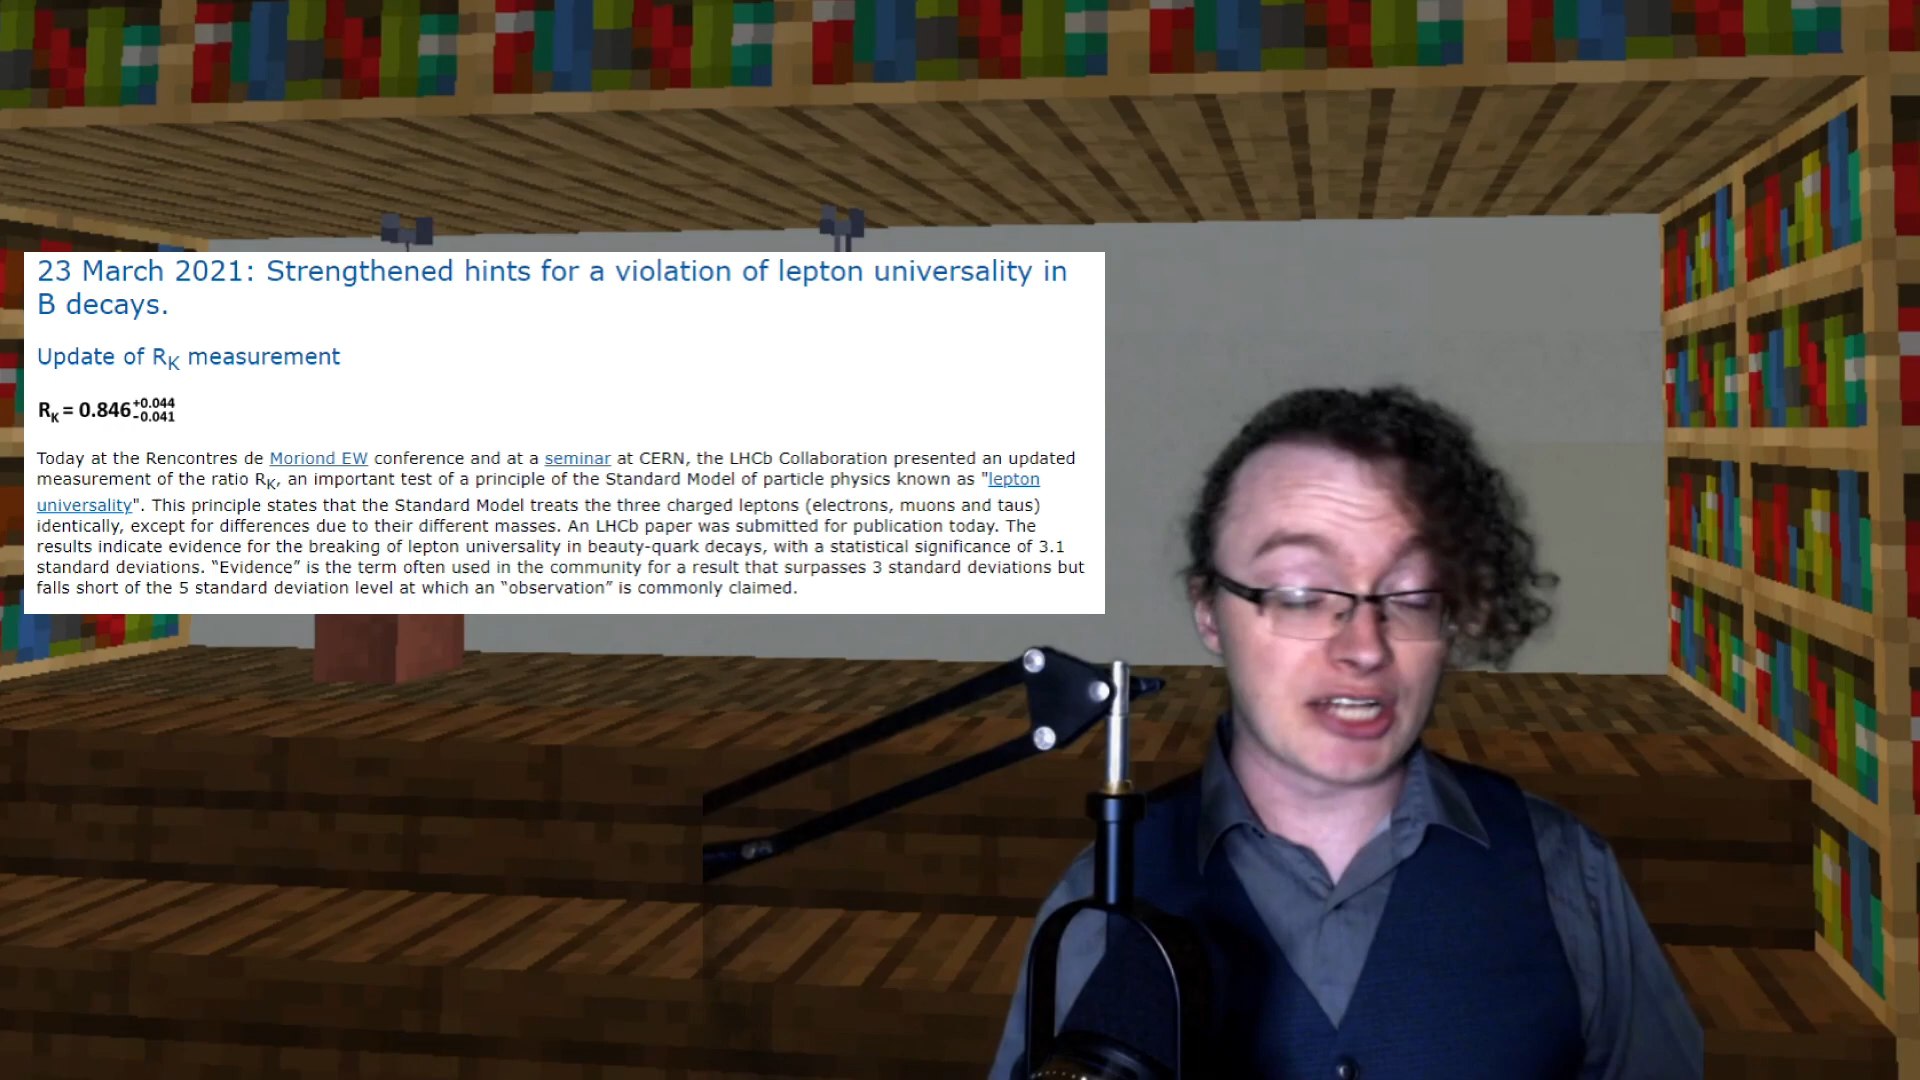 23 March 2021: Strengthened hints for a violation of lepton universality in
B decays.
Update of RK measurement
RK = 0.846+0.044-0.041
Today at the Rencontres de Moriond EW conference and at a seminar at CERN, the LHCb Collaboration presented an updated
measurement of the ratio RK, an important test of a principle of the Standard Model of particle physics known as "lepton
universality". This principle states that the Standard Model treats the three charged leptons (electrons, muons and taus)
identically, except for differences due to their different masses. An LHCb paper was submitted for publication today. The
results indicate evidence for the breaking of lepton universality in beauty-quark decays, with a statistical significance of 3.1
standard deviations. “Evidence” is the term often used in the community for a result that surpasses 3 standard deviations but
falls short of the 5 standard deviation level at which an “observation” is commonly claimed.